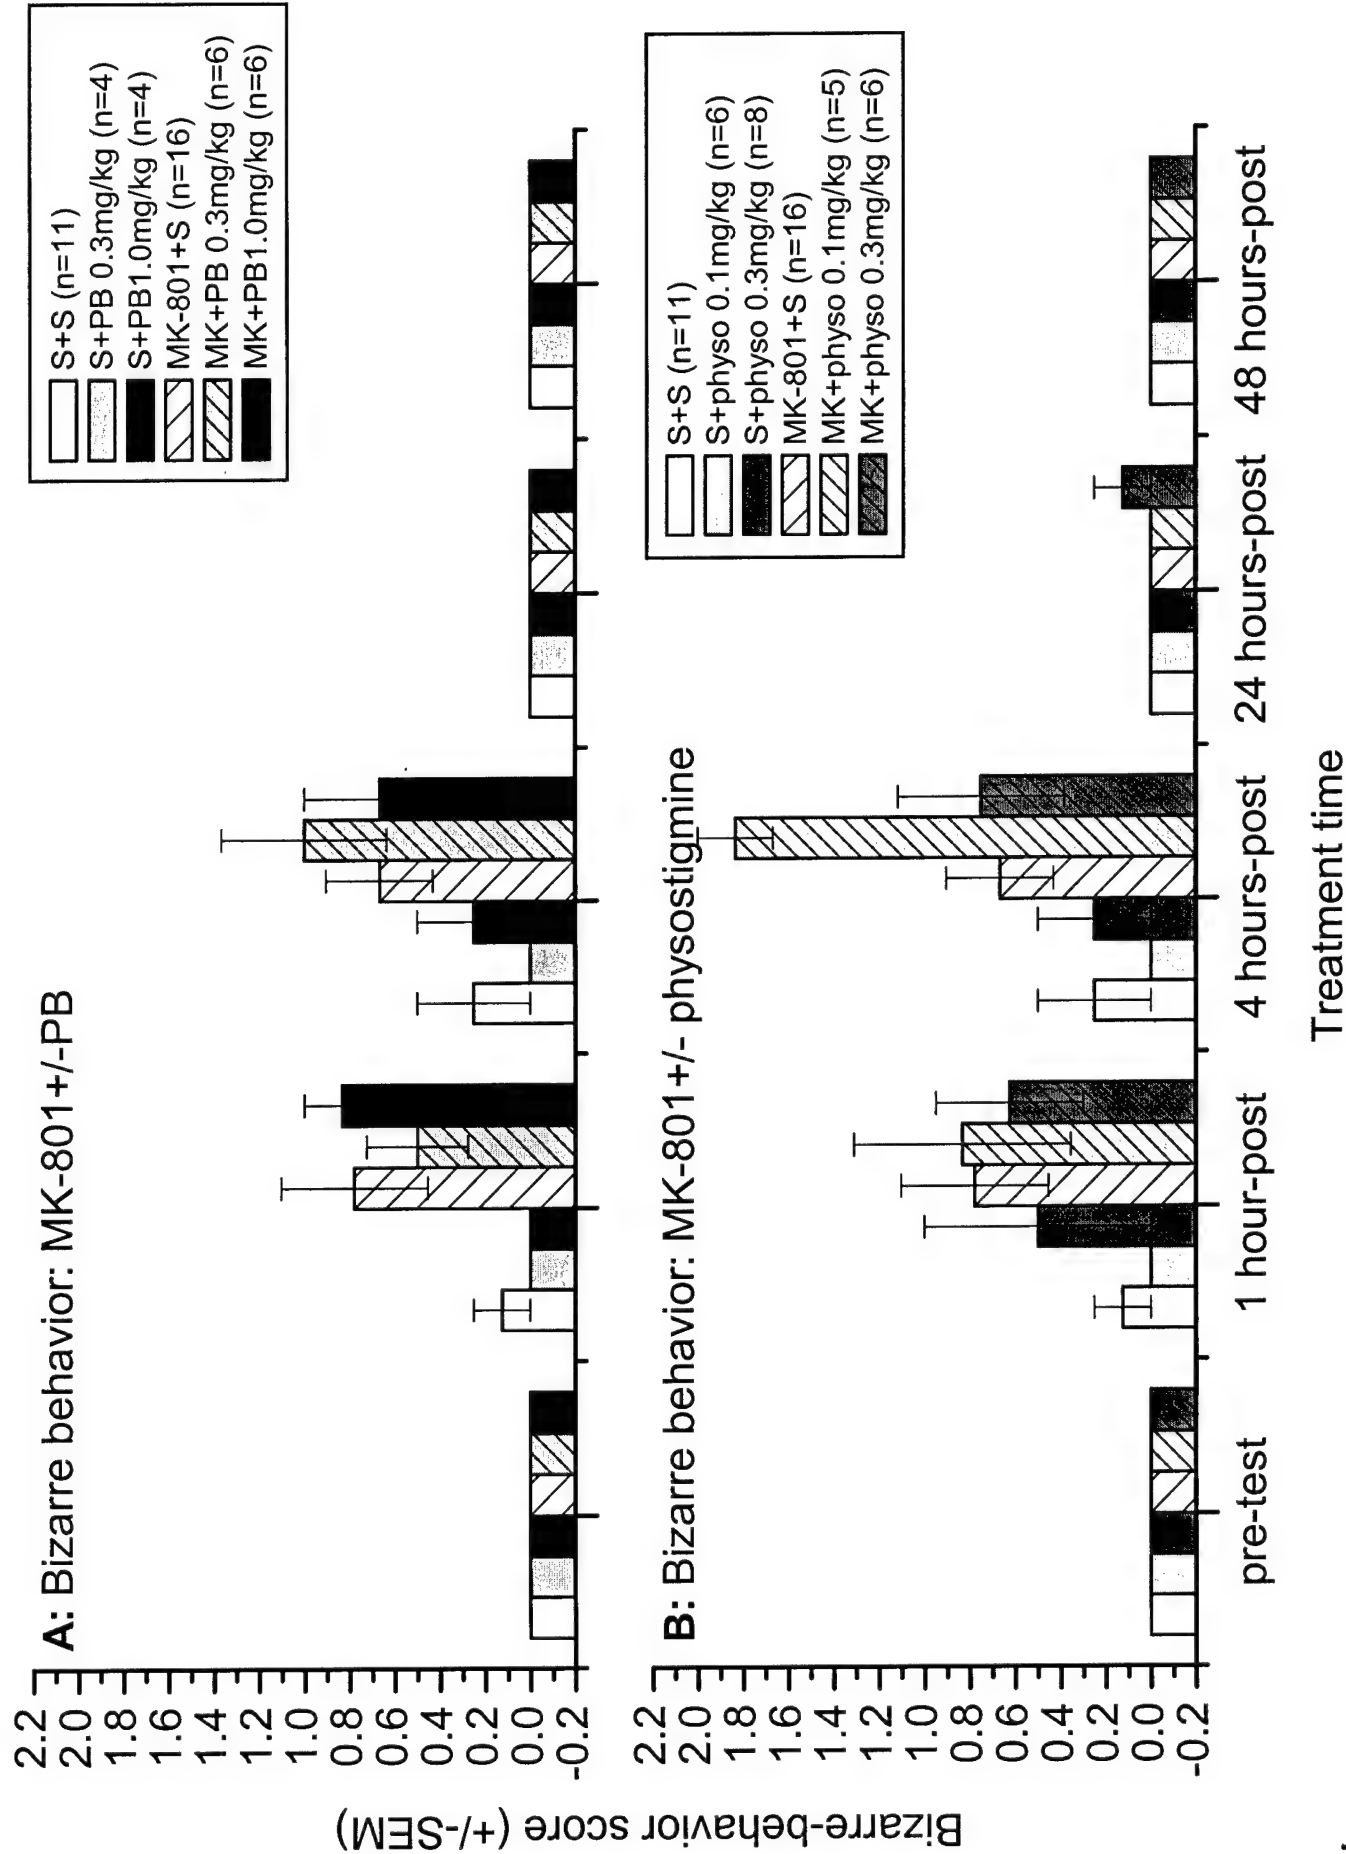 A: Bizarre behavior: MK-801+/-PB
S+S (n=11)
S+PB 0.3mg/kg (n=4)
S+PB1.0mg/kg (n=4)
MK-801+S (n=16)
MK+PB 0.3mg/kg (n=6)
MK+PB1.0mg/kg (n=6)
2.2
2.0
1.8
1.6
1.4
1.2
1.0
0.8
0.6
0.4
0.2
0.0
-0.2
B: Bizarre behavior: MK-801+/- physostigmine
S+S (n=11)
S+physo 0.1mg/kg (n=6)
S+physo 0.3mg/kg (n=8)
MK-801+S (n=16)
MK+physo 0.1mg/kg (n=5)
MK+physo 0.3mg/kg (n=6)
2.2
2.0
1.8
1.6
1.4
1.2
1.0
0.8
0.6
0.4
0.2
0.0
-0.2
Bizarre-behavior score (+/-SEM)
pre-test
1 hour-post
4 hours-post
24 hours-post
48 hours-post
Treatment time